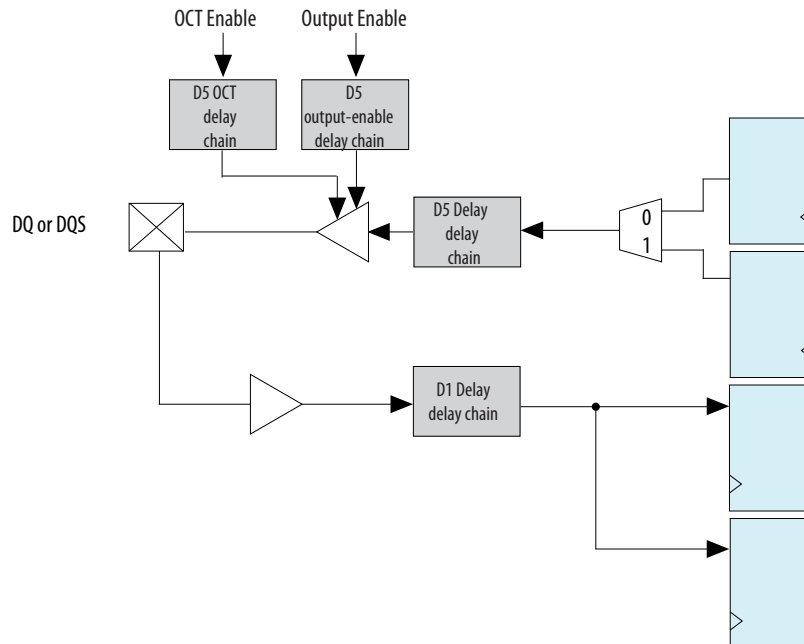 OCT Enable
Output Enable
D5 OCT
delay
chain
D5
output-enable
delay chain
DQ or DQS
D5 Delay
delay
chain
0
1
D1 Delay
delay chain